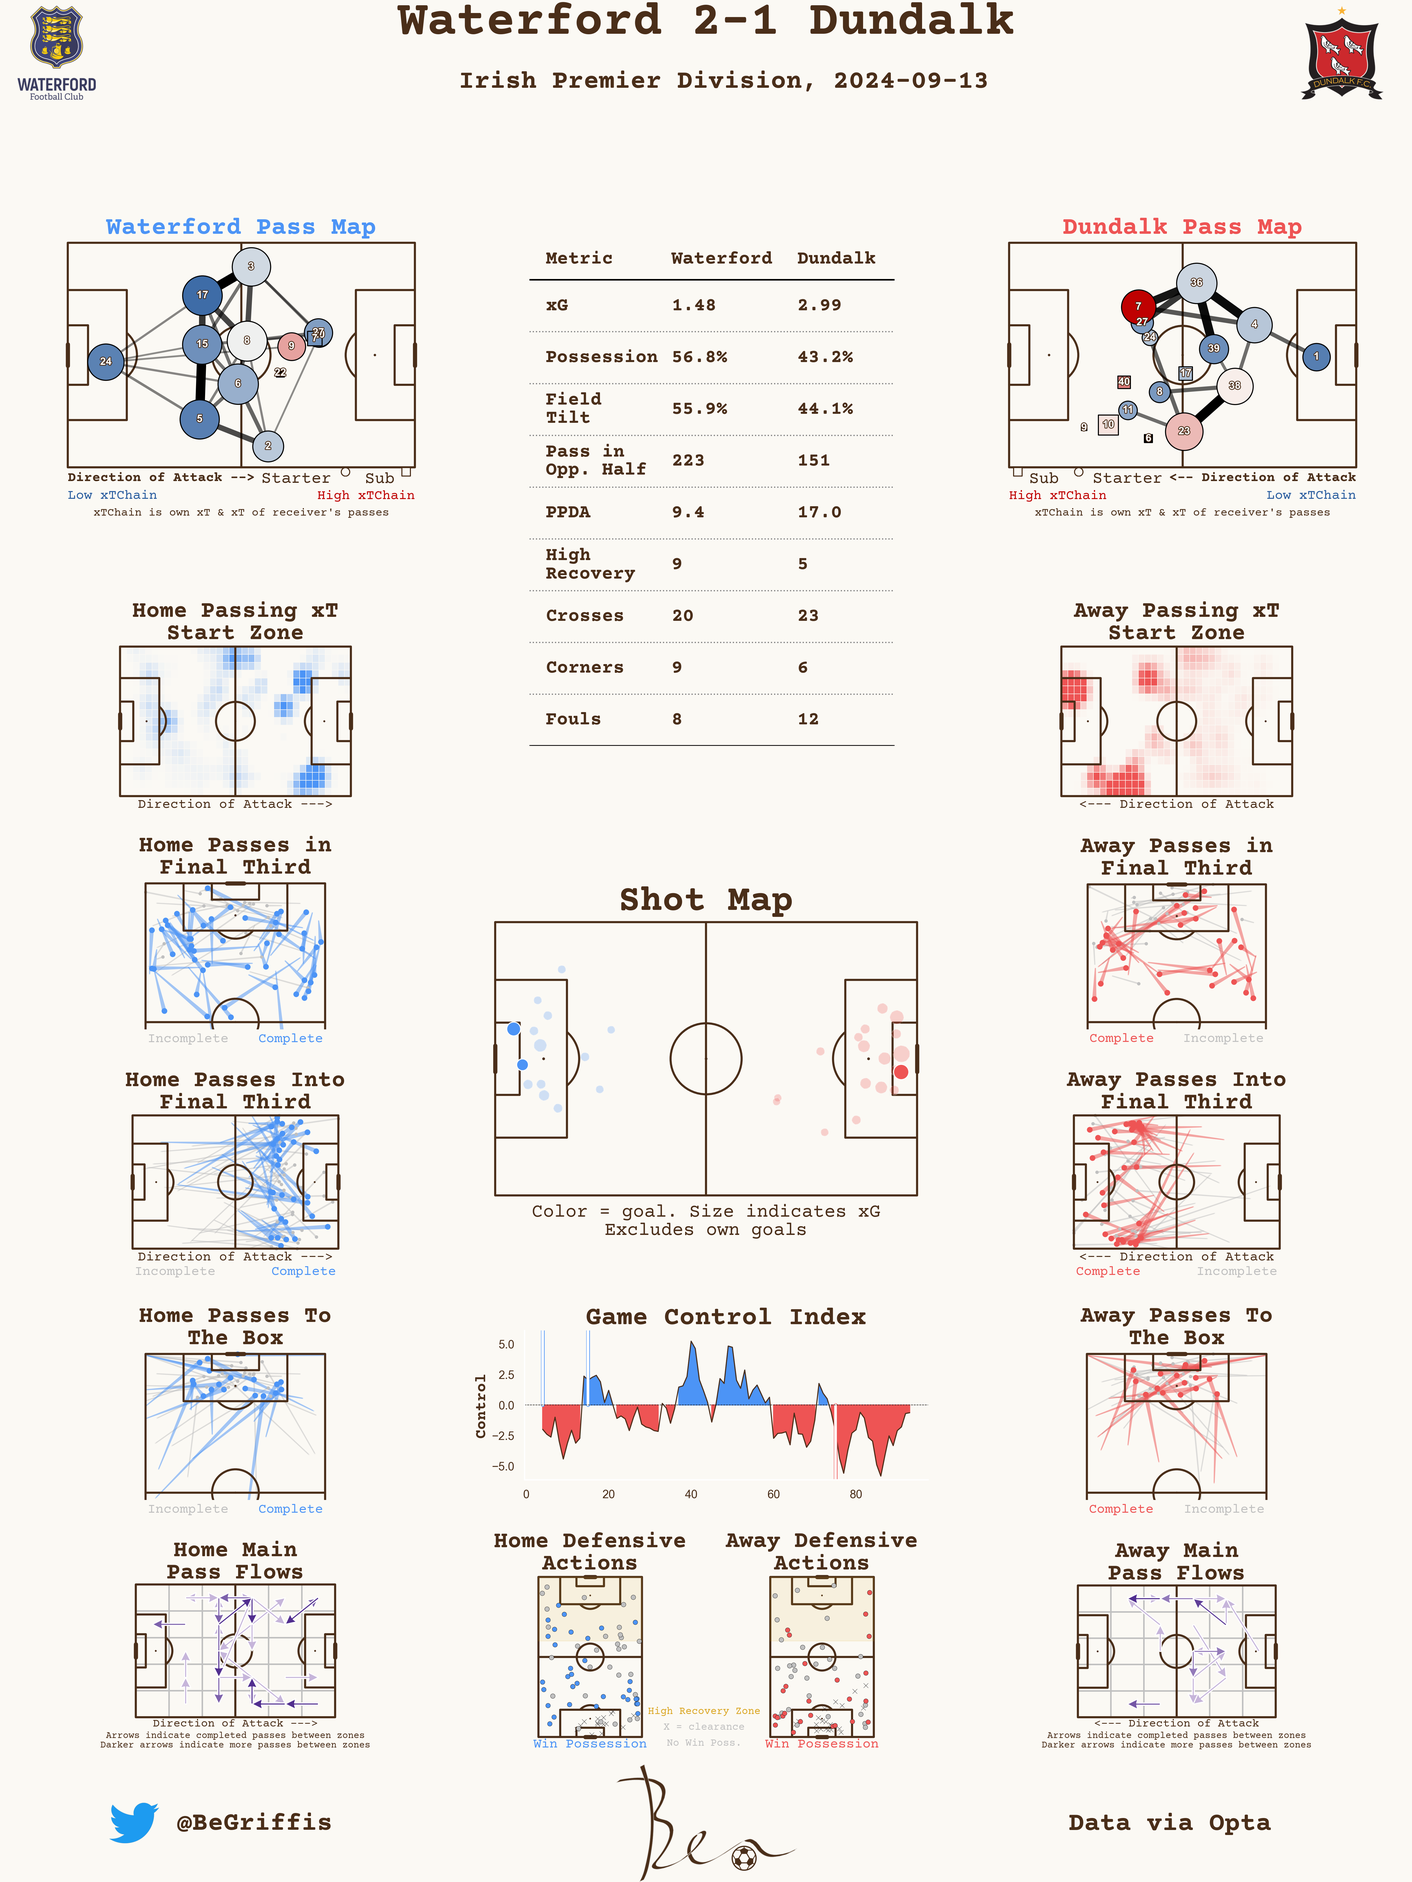 Waterford 2-1 Dundalk
Irish Premier Division, 2024-09-13
WATERFORD
Football Club
DUNDALK F.C.
Waterford Pass Map
3
17
15
8
27
7
9
24
22
6
5
2
Direction of Attack --> Starter Sub
Low xTChain High xTChain
xTChain is own xT & xT of receiver's passes
Metric Waterford Dundalk
xG 1.48 2.99
Possession 56.8% 43.2%
Field
Tilt 55.9% 44.1%
Pass in
Opp. Half 223 151
PPDA 9.4 17.0
High
Recovery 9 5
Crosses 20 23
Corners 9 6
Fouls 8 12
Dundalk Pass Map
36
7
27
4
24
39
1
17
40
38
8
11
9
10
23
6
Sub Starter <-- Direction of Attack
High xTChain Low xTChain
xTChain is own xT & xT of receiver's passes
Home Passing xT
Start Zone
Direction of Attack --->
Away Passing xT
Start Zone
<--- Direction of Attack
Home Passes in
Final Third
Incomplete Complete
Away Passes in
Final Third
Complete Incomplete
Shot Map
Color = goal. Size indicates xG
Excludes own goals
Home Passes Into
Final Third
Direction of Attack --->
Incomplete Complete
Away Passes Into
Final Third
<--- Direction of Attack
Complete Incomplete
Home Passes To
The Box
Incomplete Complete
Game Control Index
Control
5.0
2.5
0.0
−2.5
−5.0
0 20 40 60 80
Away Passes To
The Box
Complete Incomplete
Home Main
Pass Flows
Direction of Attack --->
Arrows indicate completed passes between zones
Darker arrows indicate more passes between zones
Home Defensive
Actions
Win Possession
High Recovery Zone
X = clearance
No Win Poss.
Away Defensive
Actions
Win Possession
Away Main
Pass Flows
<--- Direction of Attack
Arrows indicate completed passes between zones
Darker arrows indicate more passes between zones
@BeGriffis
Ben
Data via Opta